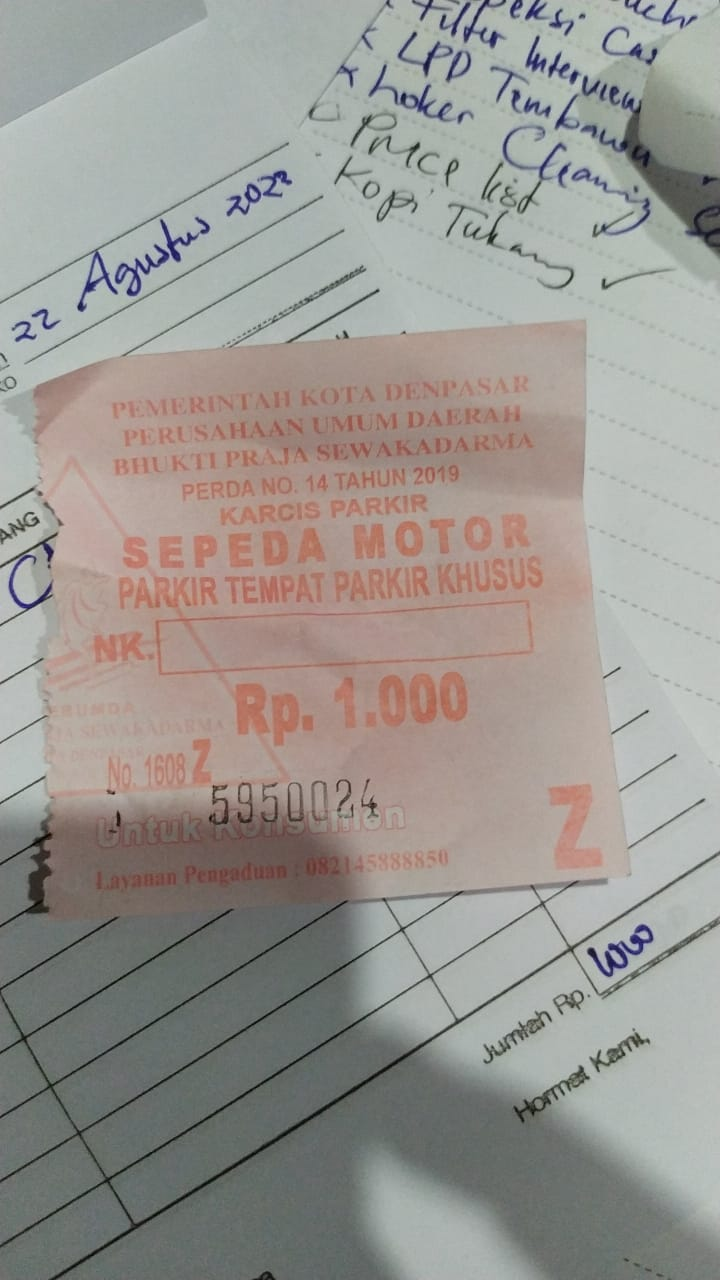 Filter Interview
x LPD Tembawu
x Loker Cleaning
Price list ✓
Kopi Tukang ✓
22 Agustus 2022
PEMERINTAH KOTA DENPASAR
PERUSAHAAN UMUM DAERAH
BHUKTI PRAJA SEWAKADARMA
PERDA NO. 14 TAHUN 2019
KARCIS PARKIR
SEPEDA MOTOR
PARKIR TEMPAT PARKIR KHUSUS
NK.
Rp. 1.000
No. 1608 Z
5950024
Untuk Konsumen
Z
Layanan Pengaduan : 082145888850
Jumlah Rp. 1000
Hormat Kami,